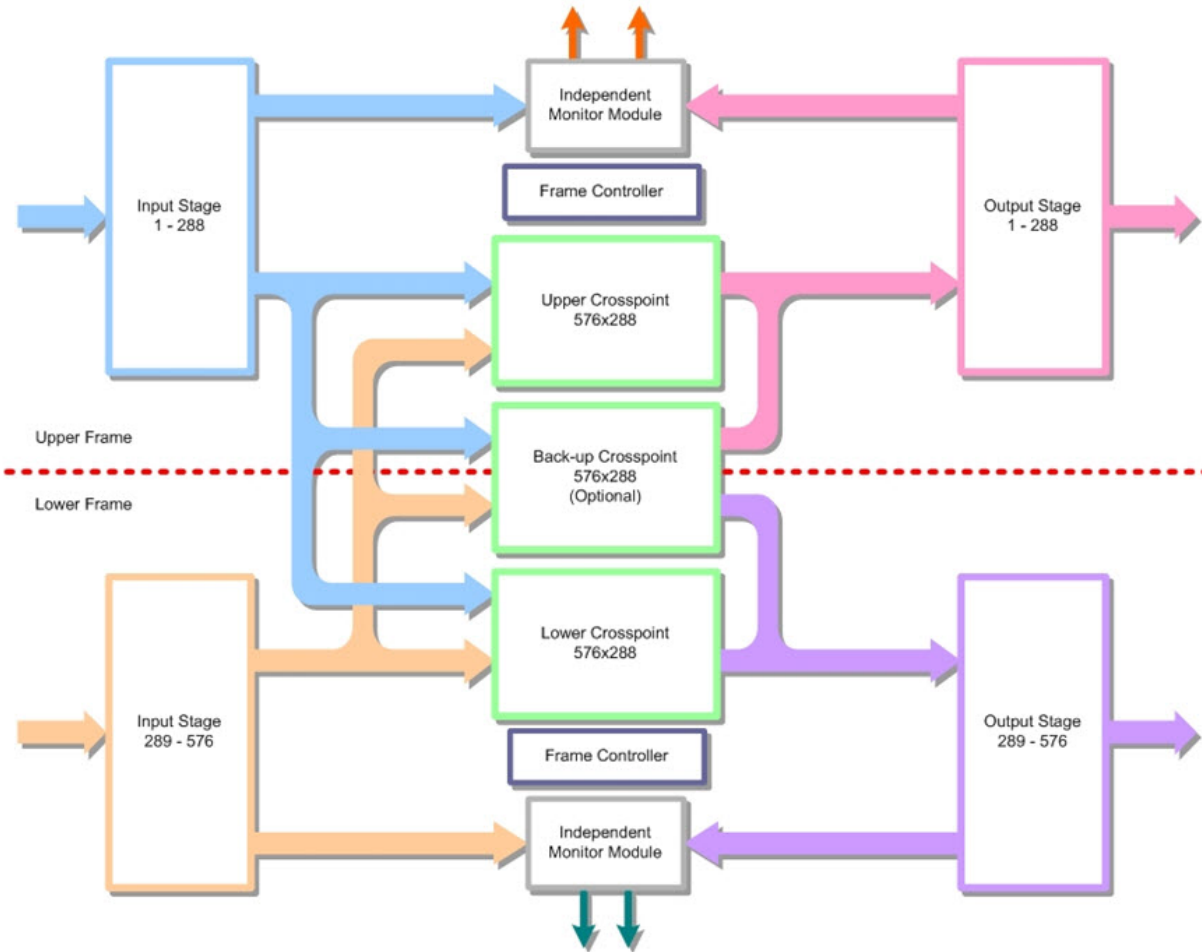 Independent
Monitor Module
Frame Controller
Input Stage
1 - 288
Output Stage
1 - 288
Upper Crosspoint
576x288
Upper Frame
Back-up Crosspoint
576x288
(Optional)
Lower Frame
Lower Crosspoint
576x288
Input Stage
289 - 576
Output Stage
289 - 576
Frame Controller
Independent
Monitor Module